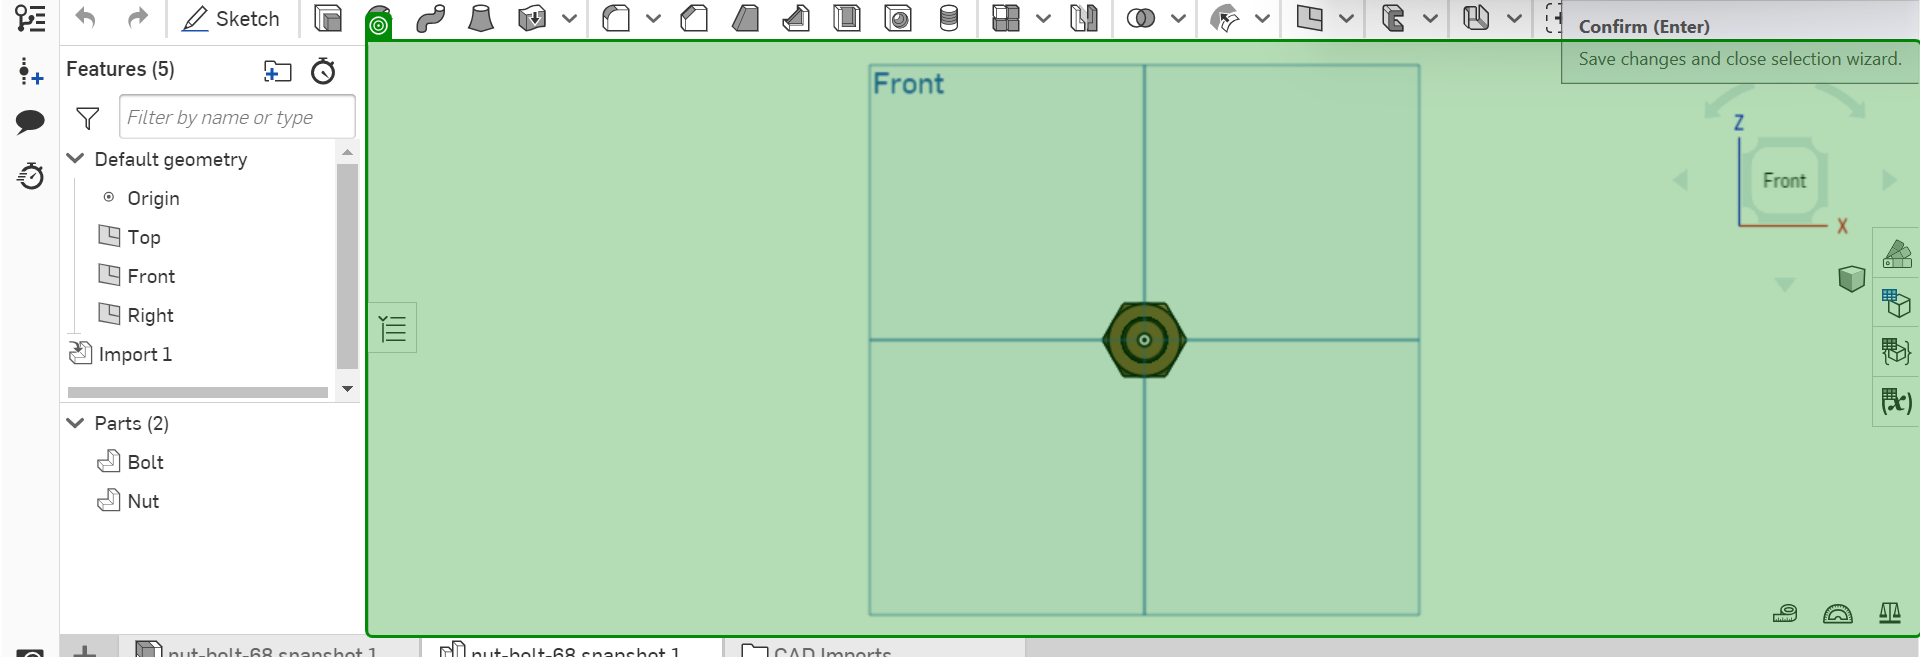 Sketch
Confirm (Enter)
Save changes and close selection wizard.
Features (5)
Filter by name or type
Default geometry
Origin
Top
Front
Right
Import 1
Parts (2)
Bolt
Nut
Front
Z
Front
X
(x)
nut-bolt-68 snapshot 1
nut-bolt-68 snapshot 1
CAD Imports